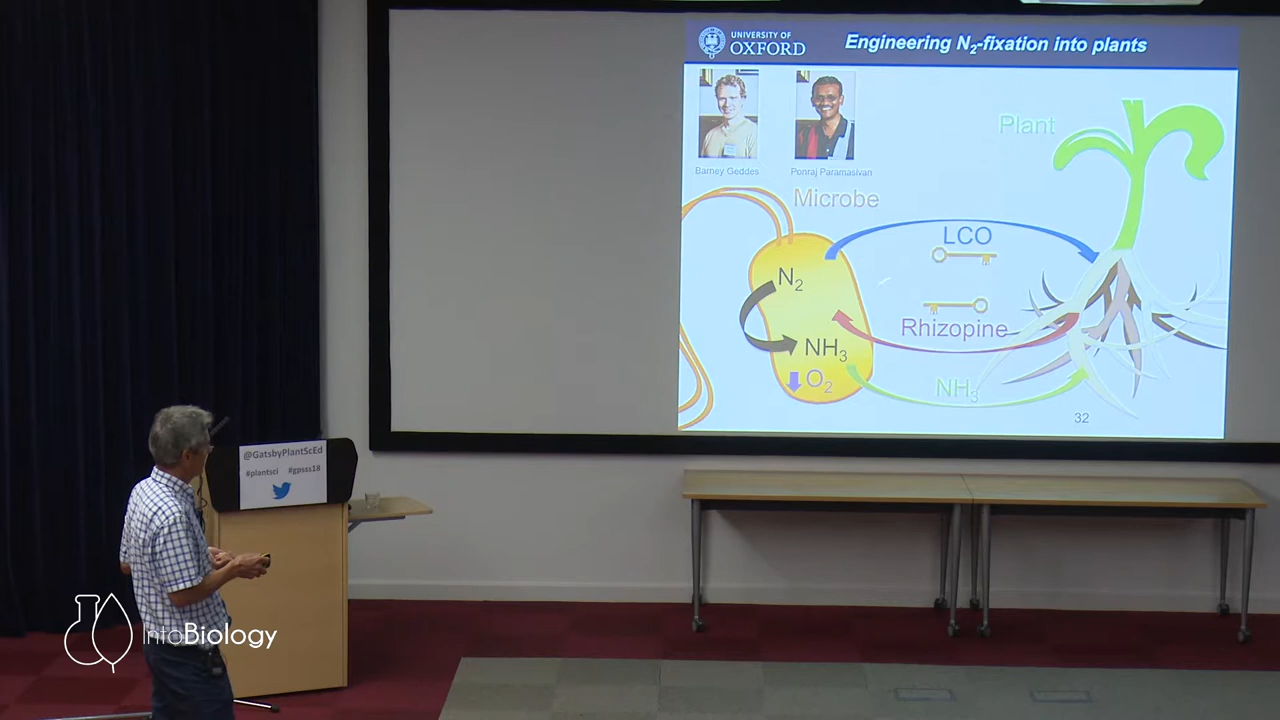 UNIVERSITY OF
OXFORD
Engineering N₂-fixation into plants
Barney Geddes
Ponraj Paramasivan
Plant
Microbe
LCO
N₂
Rhizopine
NH₃
O₂
NH₃
32
@GatsbyPlantScEd
#plantsci #gpsss18
IntoBiology